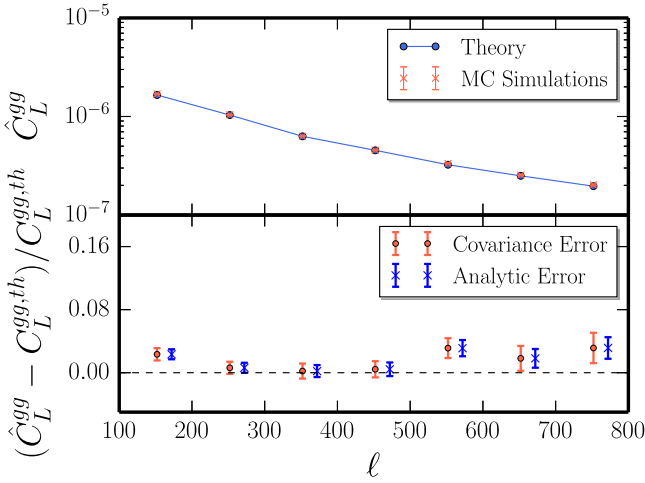 10⁻⁵
10⁻⁶
10⁻⁷
Ĉ_L^{gg}
Theory
MC Simulations
0.16
0.08
0.00
(Ĉ_L^{gg} − C_L^{gg,th})/C_L^{gg,th}
Covariance Error
Analytic Error
100 200 300 400 500 600 700 800
ℓ